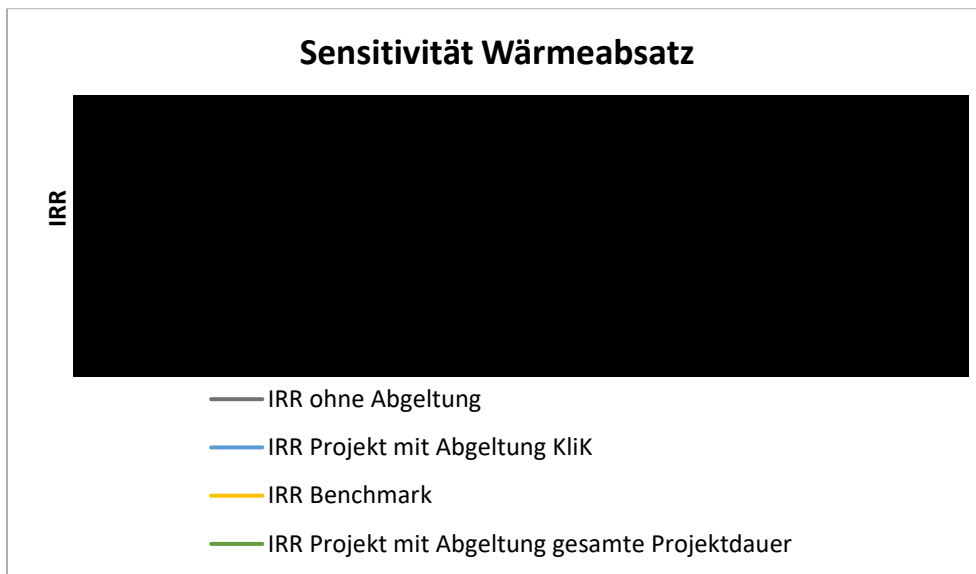 Sensitivität Wärmeabsatz
IRR
IRR ohne Abgeltung
IRR Projekt mit Abgeltung KliK
IRR Benchmark
IRR Projekt mit Abgeltung gesamte Projektdauer